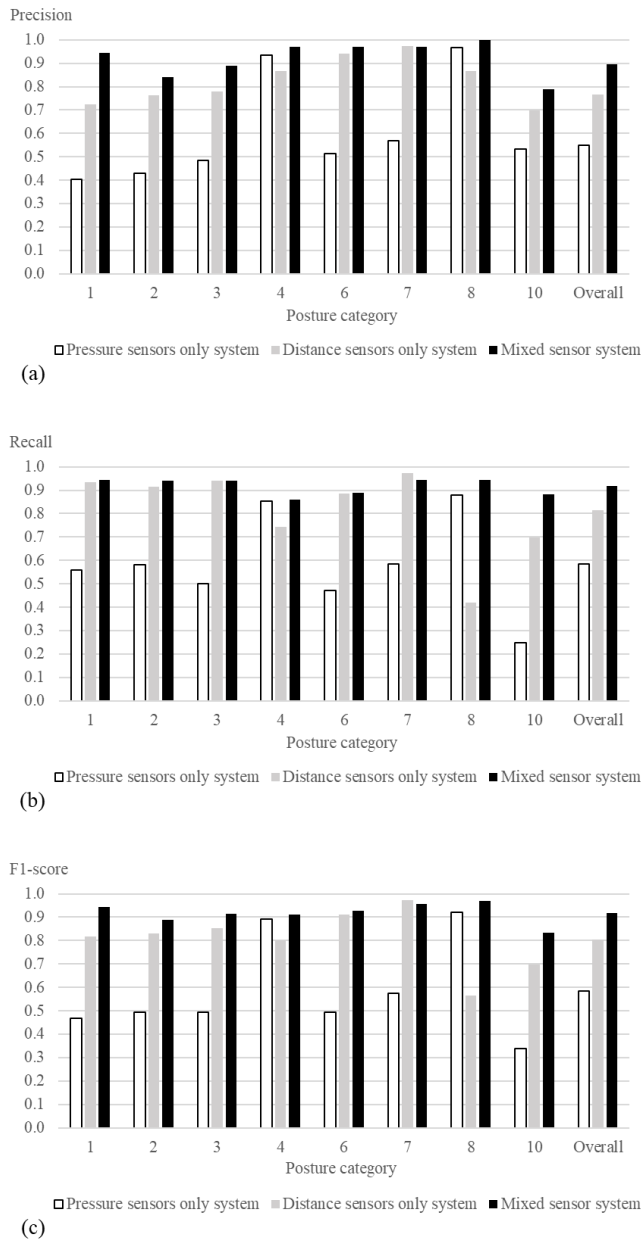 Precision
1.0
0.9
0.8
0.7
0.6
0.5
0.4
0.3
0.2
0.1
0.0
1 2 3 4 6 7 8 10 Overall
Posture category
Pressure sensors only system Distance sensors only system Mixed sensor system
(a)
Recall
1.0
0.9
0.8
0.7
0.6
0.5
0.4
0.3
0.2
0.1
0.0
1 2 3 4 6 7 8 10 Overall
Posture category
Pressure sensors only system Distance sensors only system Mixed sensor system
(b)
F1-score
1.0
0.9
0.8
0.7
0.6
0.5
0.4
0.3
0.2
0.1
0.0
1 2 3 4 6 7 8 10 Overall
Posture category
Pressure sensors only system Distance sensors only system Mixed sensor system
(c)